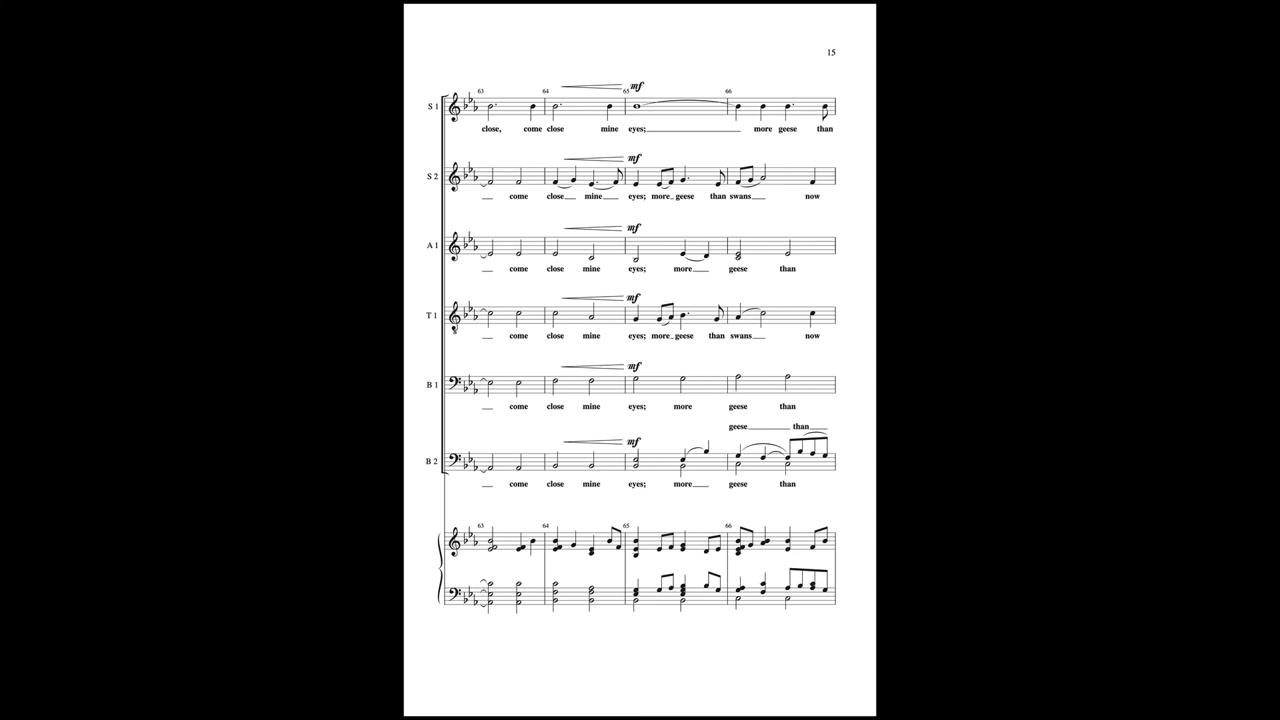 15
63 64 65 mf 66
S 1
close, come close mine eyes; more geese than
mf
S 2
come close mine eyes; more geese than swans now
mf
A 1
come close mine eyes; more geese than
mf
T 1
come close mine eyes; more geese than swans now
mf
B 1
come close mine eyes; more geese than
geese than
mf
B 2
come close mine eyes; more geese than
63 64 65 66